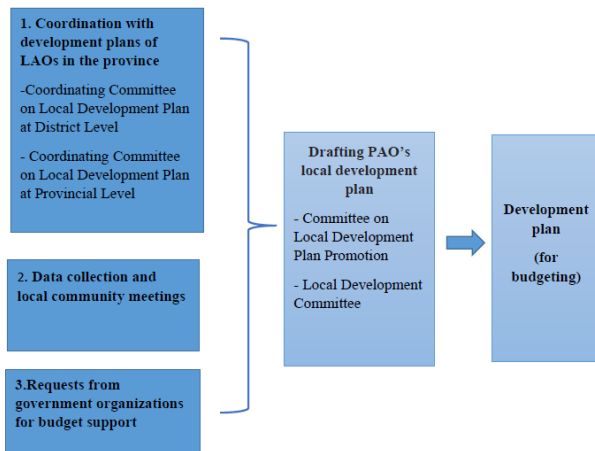 1. Coordination with
development plans of
LAOs in the province
-Coordinating Committee
on Local Development Plan
at District Level
- Coordinating Committee
on Local Development Plan
at Provincial Level
2. Data collection and
local community meetings
3.Requests from
government organizations
for budget support
Drafting PAO’s
local development
plan
- Committee on
Local Development
Plan Promotion
- Local Development
Committee
Development
plan
(for
budgeting)